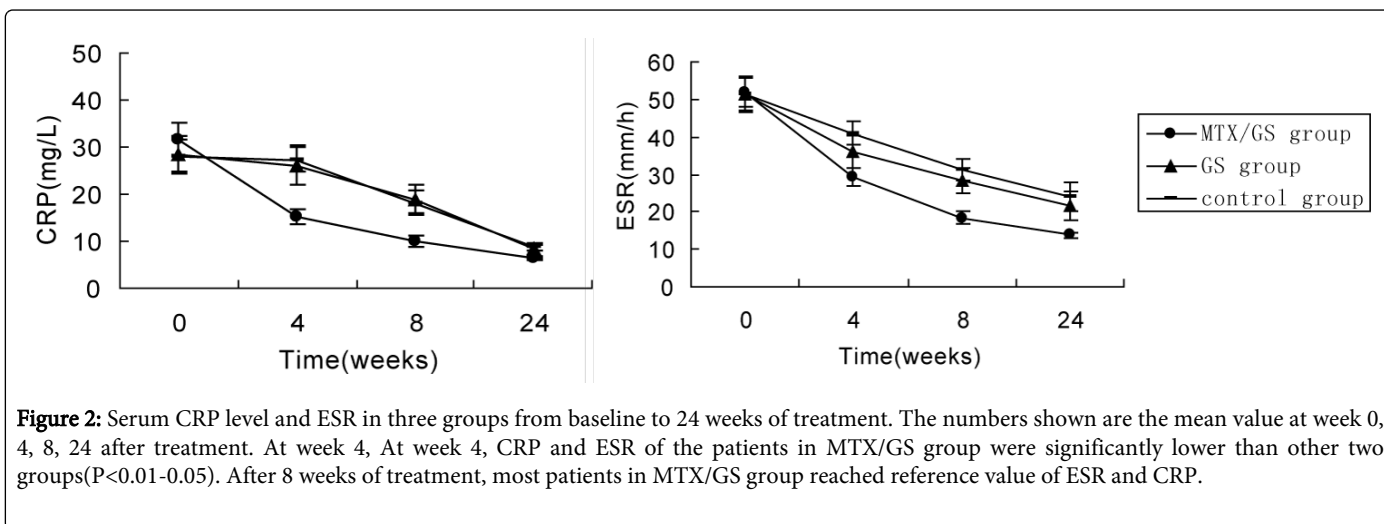 50
40
30
20
10
0
CRP(mg/L)
0 4 8 24
Time(weeks)
60
50
40
30
20
10
0
ESR(mm/h)
0 4 8 24
Time(weeks)
MTX/GS group
GS group
control group
Figure 2: Serum CRP level and ESR in three groups from baseline to 24 weeks of treatment. The numbers shown are the mean value at week 0,
4, 8, 24 after treatment. At week 4, At week 4, CRP and ESR of the patients in MTX/GS group were significantly lower than other two
groups(P<0.01-0.05). After 8 weeks of treatment, most patients in MTX/GS group reached reference value of ESR and CRP.